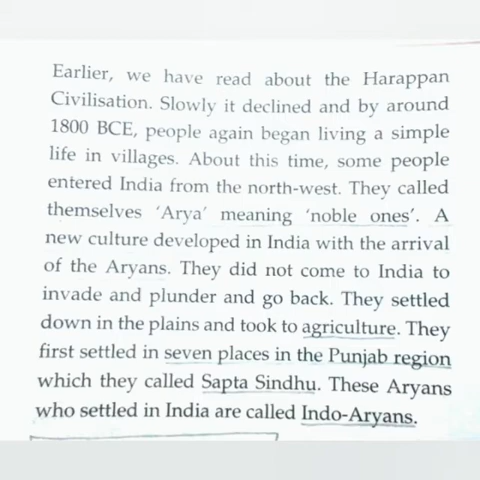 Earlier, we have read about the Harappan
Civilisation. Slowly it declined and by around
1800 BCE, people again began living a simple
life in villages. About this time, some people
entered India from the north-west. They called
themselves ‘Arya’ meaning ‘noble ones’. A
new culture developed in India with the arrival
of the Aryans. They did not come to India to
invade and plunder and go back. They settled
down in the plains and took to agriculture. They
first settled in seven places in the Punjab region
which they called Sapta Sindhu. These Aryans
who settled in India are called Indo-Aryans.